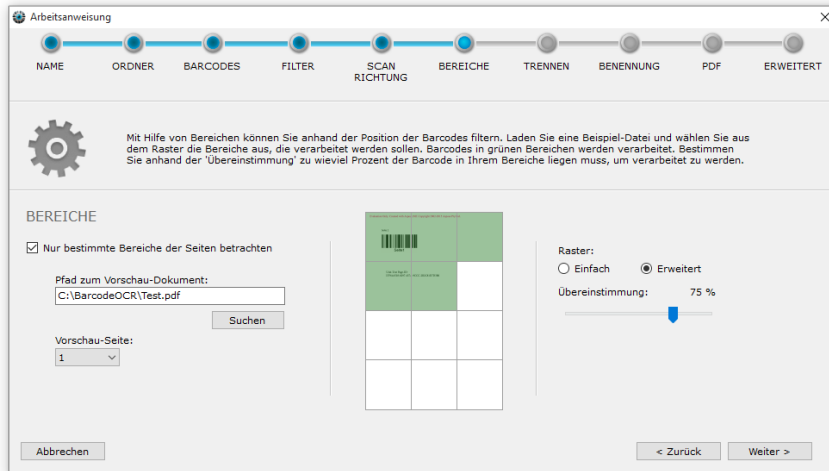 Arbeitsanweisung
NAME
ORDNER
BARCODES
FILTER
SCAN
RICHTUNG
BEREICHE
TRENNEN
BENENNUNG
PDF
ERWEITERT
Mit Hilfe von Bereichen können Sie anhand der Position der Barcodes filtern. Laden Sie eine Beispiel-Datei und wählen Sie aus
dem Raster die Bereiche aus, die verarbeitet werden sollen. Barcodes in grünen Bereichen werden verarbeitet. Bestimmen
Sie anhand der 'Übereinstimmung' zu wieviel Prozent der Barcode in Ihrem Bereiche liegen muss, um verarbeitet zu werden.
BEREICHE
Nur bestimmte Bereiche der Seiten betrachten
Pfad zum Vorschau-Dokument:
C:\BarcodeOCR\Test.pdf
Suchen
Vorschau-Seite:
1
Raster:
Einfach
Erweitert
Übereinstimmung: 75 %
Abbrechen
< Zurück
Weiter >